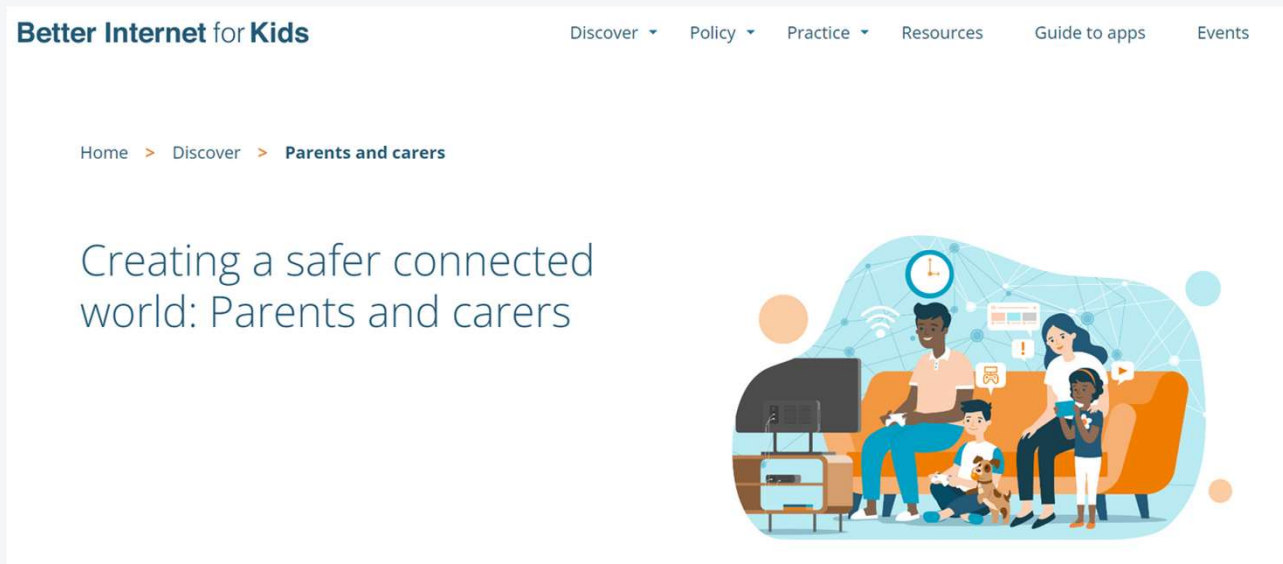 Better Internet for Kids
Discover
Policy
Practice
Resources
Guide to apps
Events
Home > Discover > Parents and carers
Creating a safer connected
world: Parents and carers
!